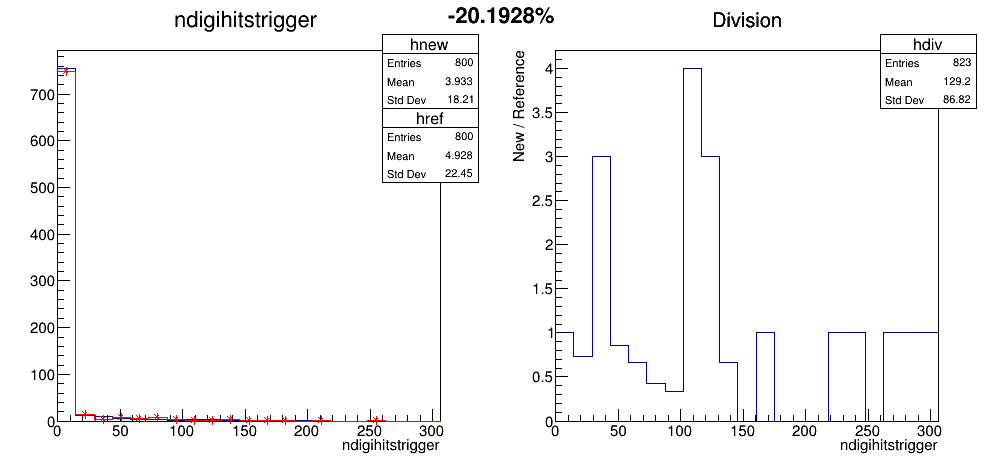 ndigihitstrigger
-20.1928%
Division
hnew
Entries 800
Mean 3.933
Std Dev 18.21
href
Entries 800
Mean 4.928
Std Dev 22.45
700
600
500
400
300
200
100
0
0 50 100 150 200 250 300
ndigihitstrigger
hdiv
Entries 823
Mean 129.2
Std Dev 86.82
New / Reference
4
3.5
3
2.5
2
1.5
1
0.5
0
0 50 100 150 200 250 300
ndigihitstrigger